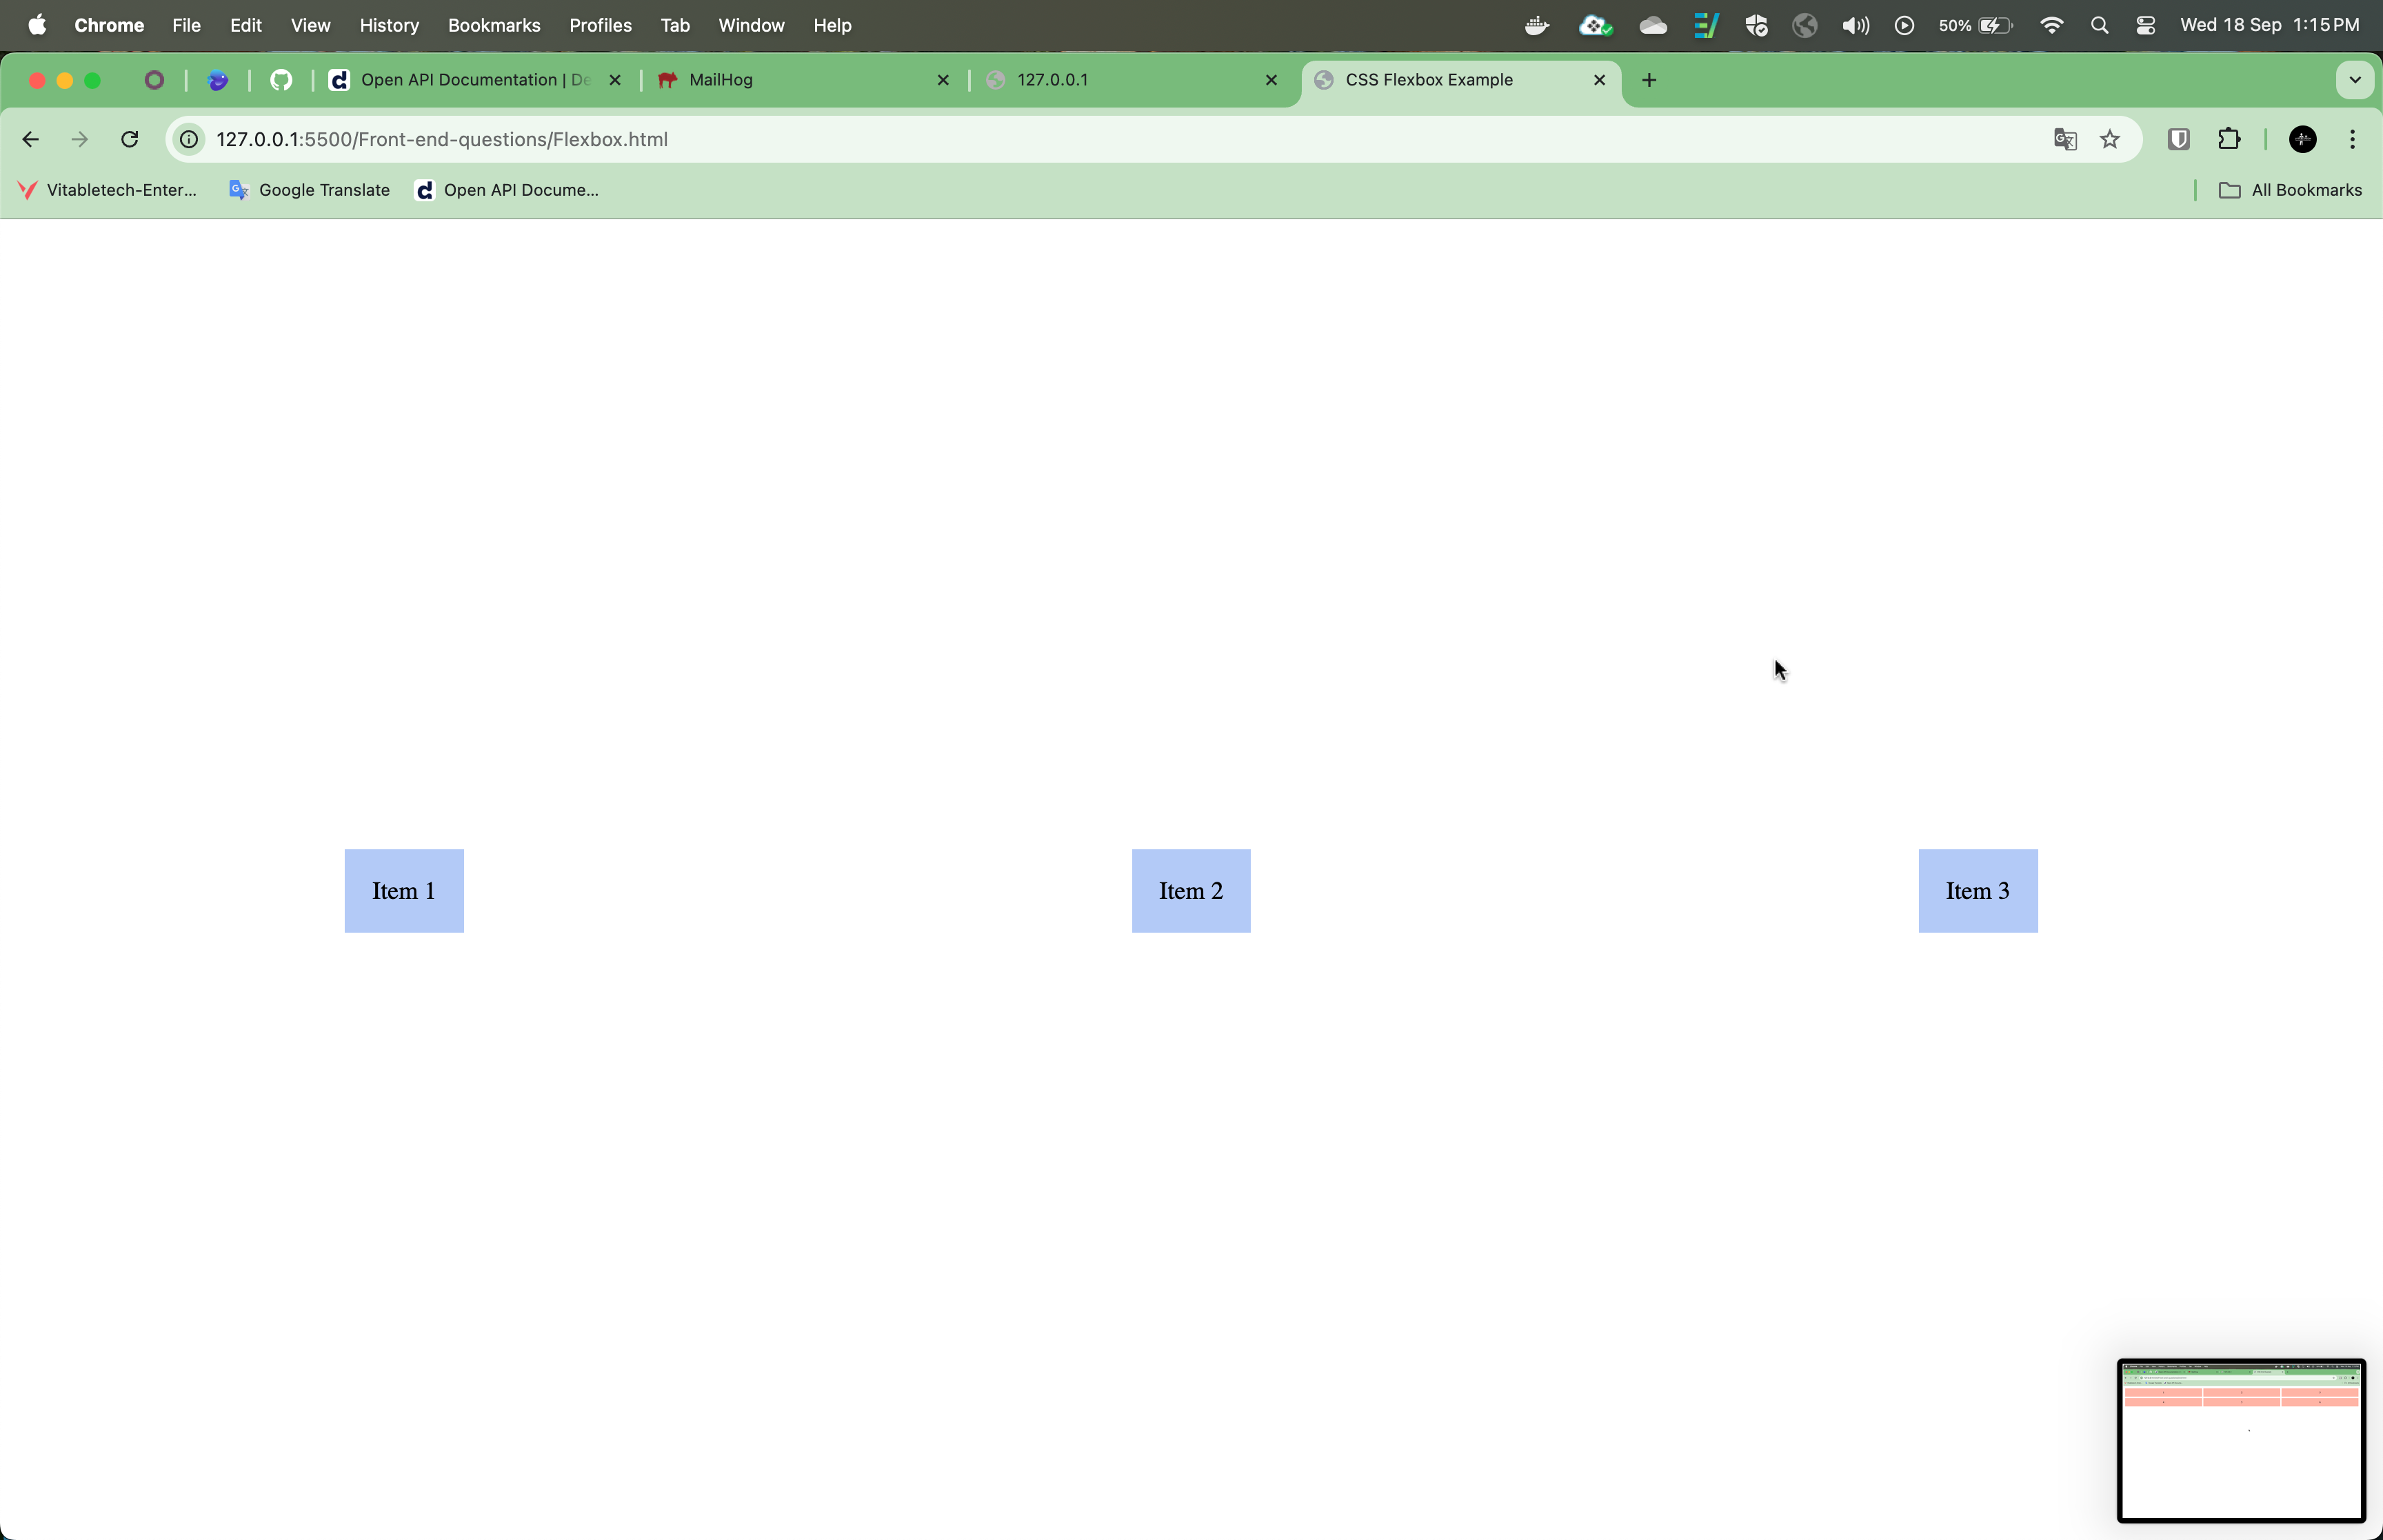 Chrome File Edit View History Bookmarks Profiles Tab Window Help 50% Wed 18 Sep 1:15 PM
Open API Documentation | De MailHog 127.0.0.1 CSS Flexbox Example
127.0.0.1:5500/Front-end-questions/Flexbox.html
Vitabletech-Enter... Google Translate Open API Docume... All Bookmarks
Item 1 Item 2 Item 3